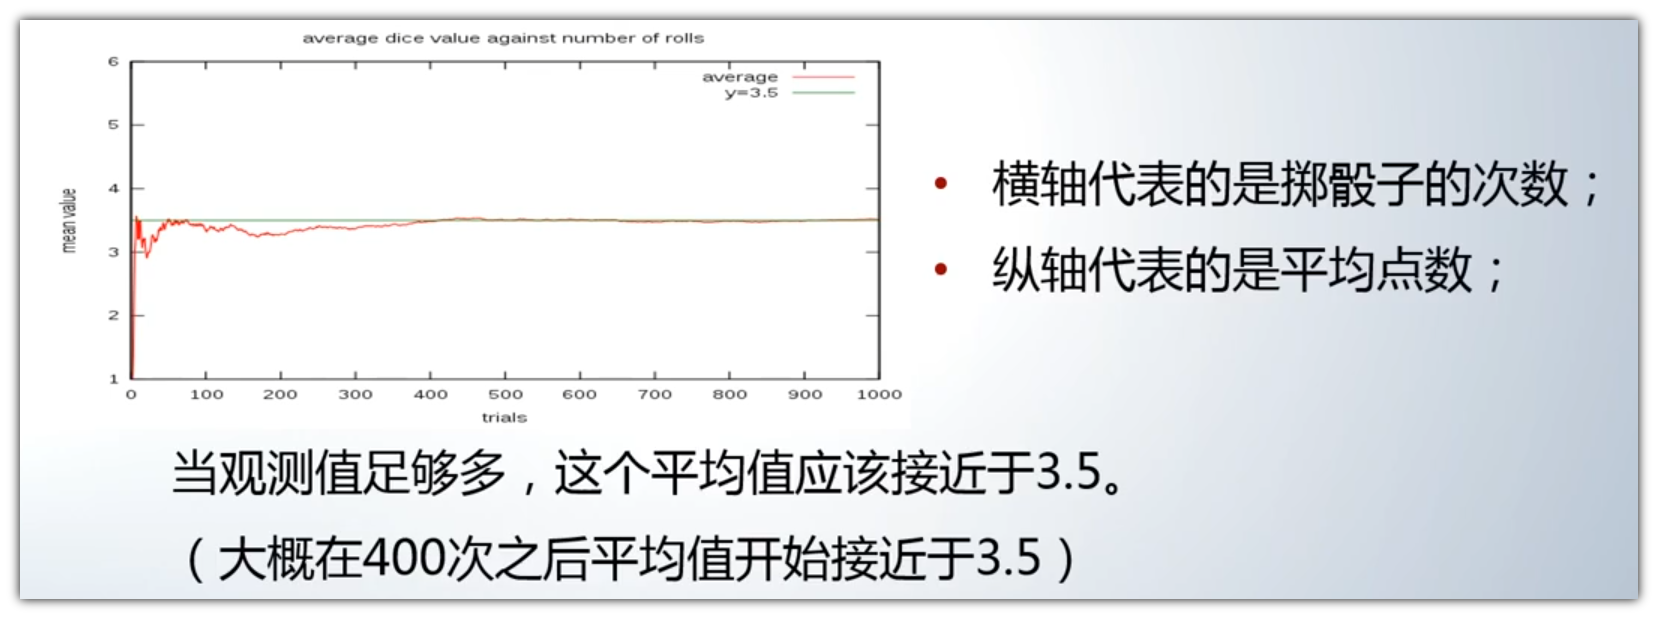 average dice value against number of rolls
average
y=3.5
6
5
4
3
2
1
mean value
0 100 200 300 400 500 600 700 800 900 1000
trials
• 横轴代表的是掷骰子的次数；
• 纵轴代表的是平均点数；
当观测值足够多，这个平均值应该接近于3.5。
（大概在400次之后平均值开始接近于3.5）